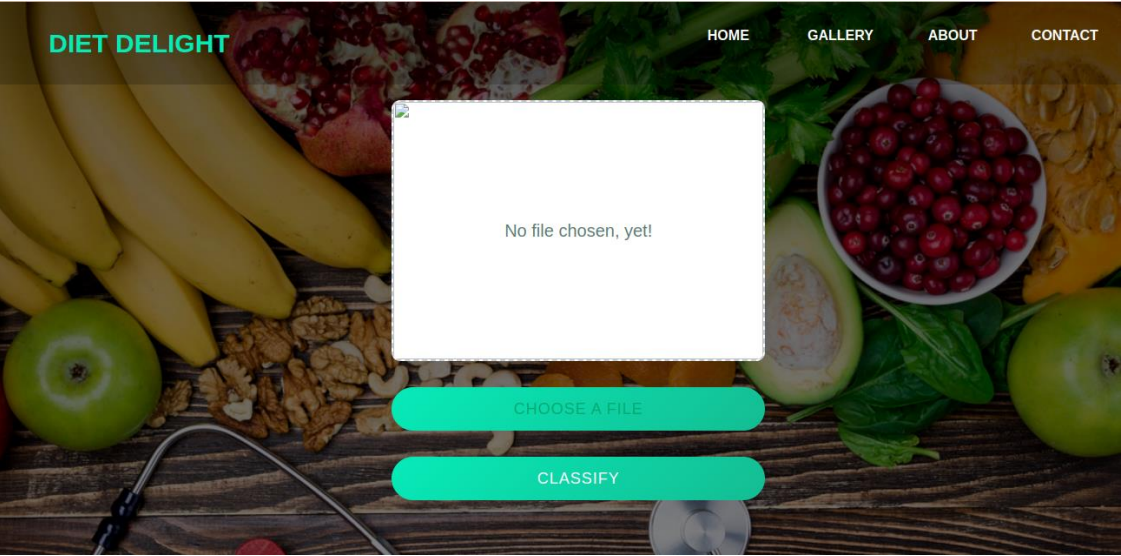 DIET DELIGHT
HOME GALLERY ABOUT CONTACT
No file chosen, yet!
CHOOSE A FILE
CLASSIFY